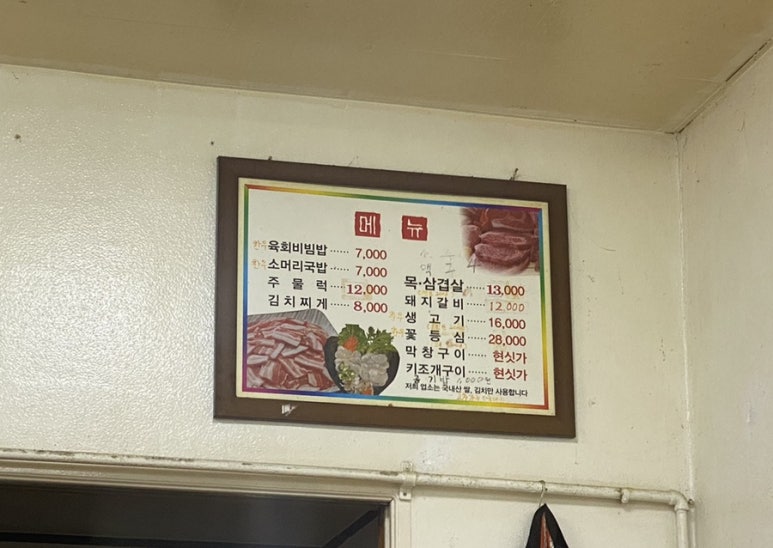 메뉴
한우 육회비빔밥 ······ 7,000
한우 소머리국밥 ······ 7,000
주물럭 ······ 12,000
김치찌게 ······ 8,000
목·삼겹살 ······ 13,000
돼지갈비 ······ 12,000
생고기 ······ 16,000
꽃등심 ······ 28,000
막창구이 ······ 현싯가
키조개구이 ······ 현싯가
공기밥
저희 업소는 국내산 쌀, 김치만 사용합니다